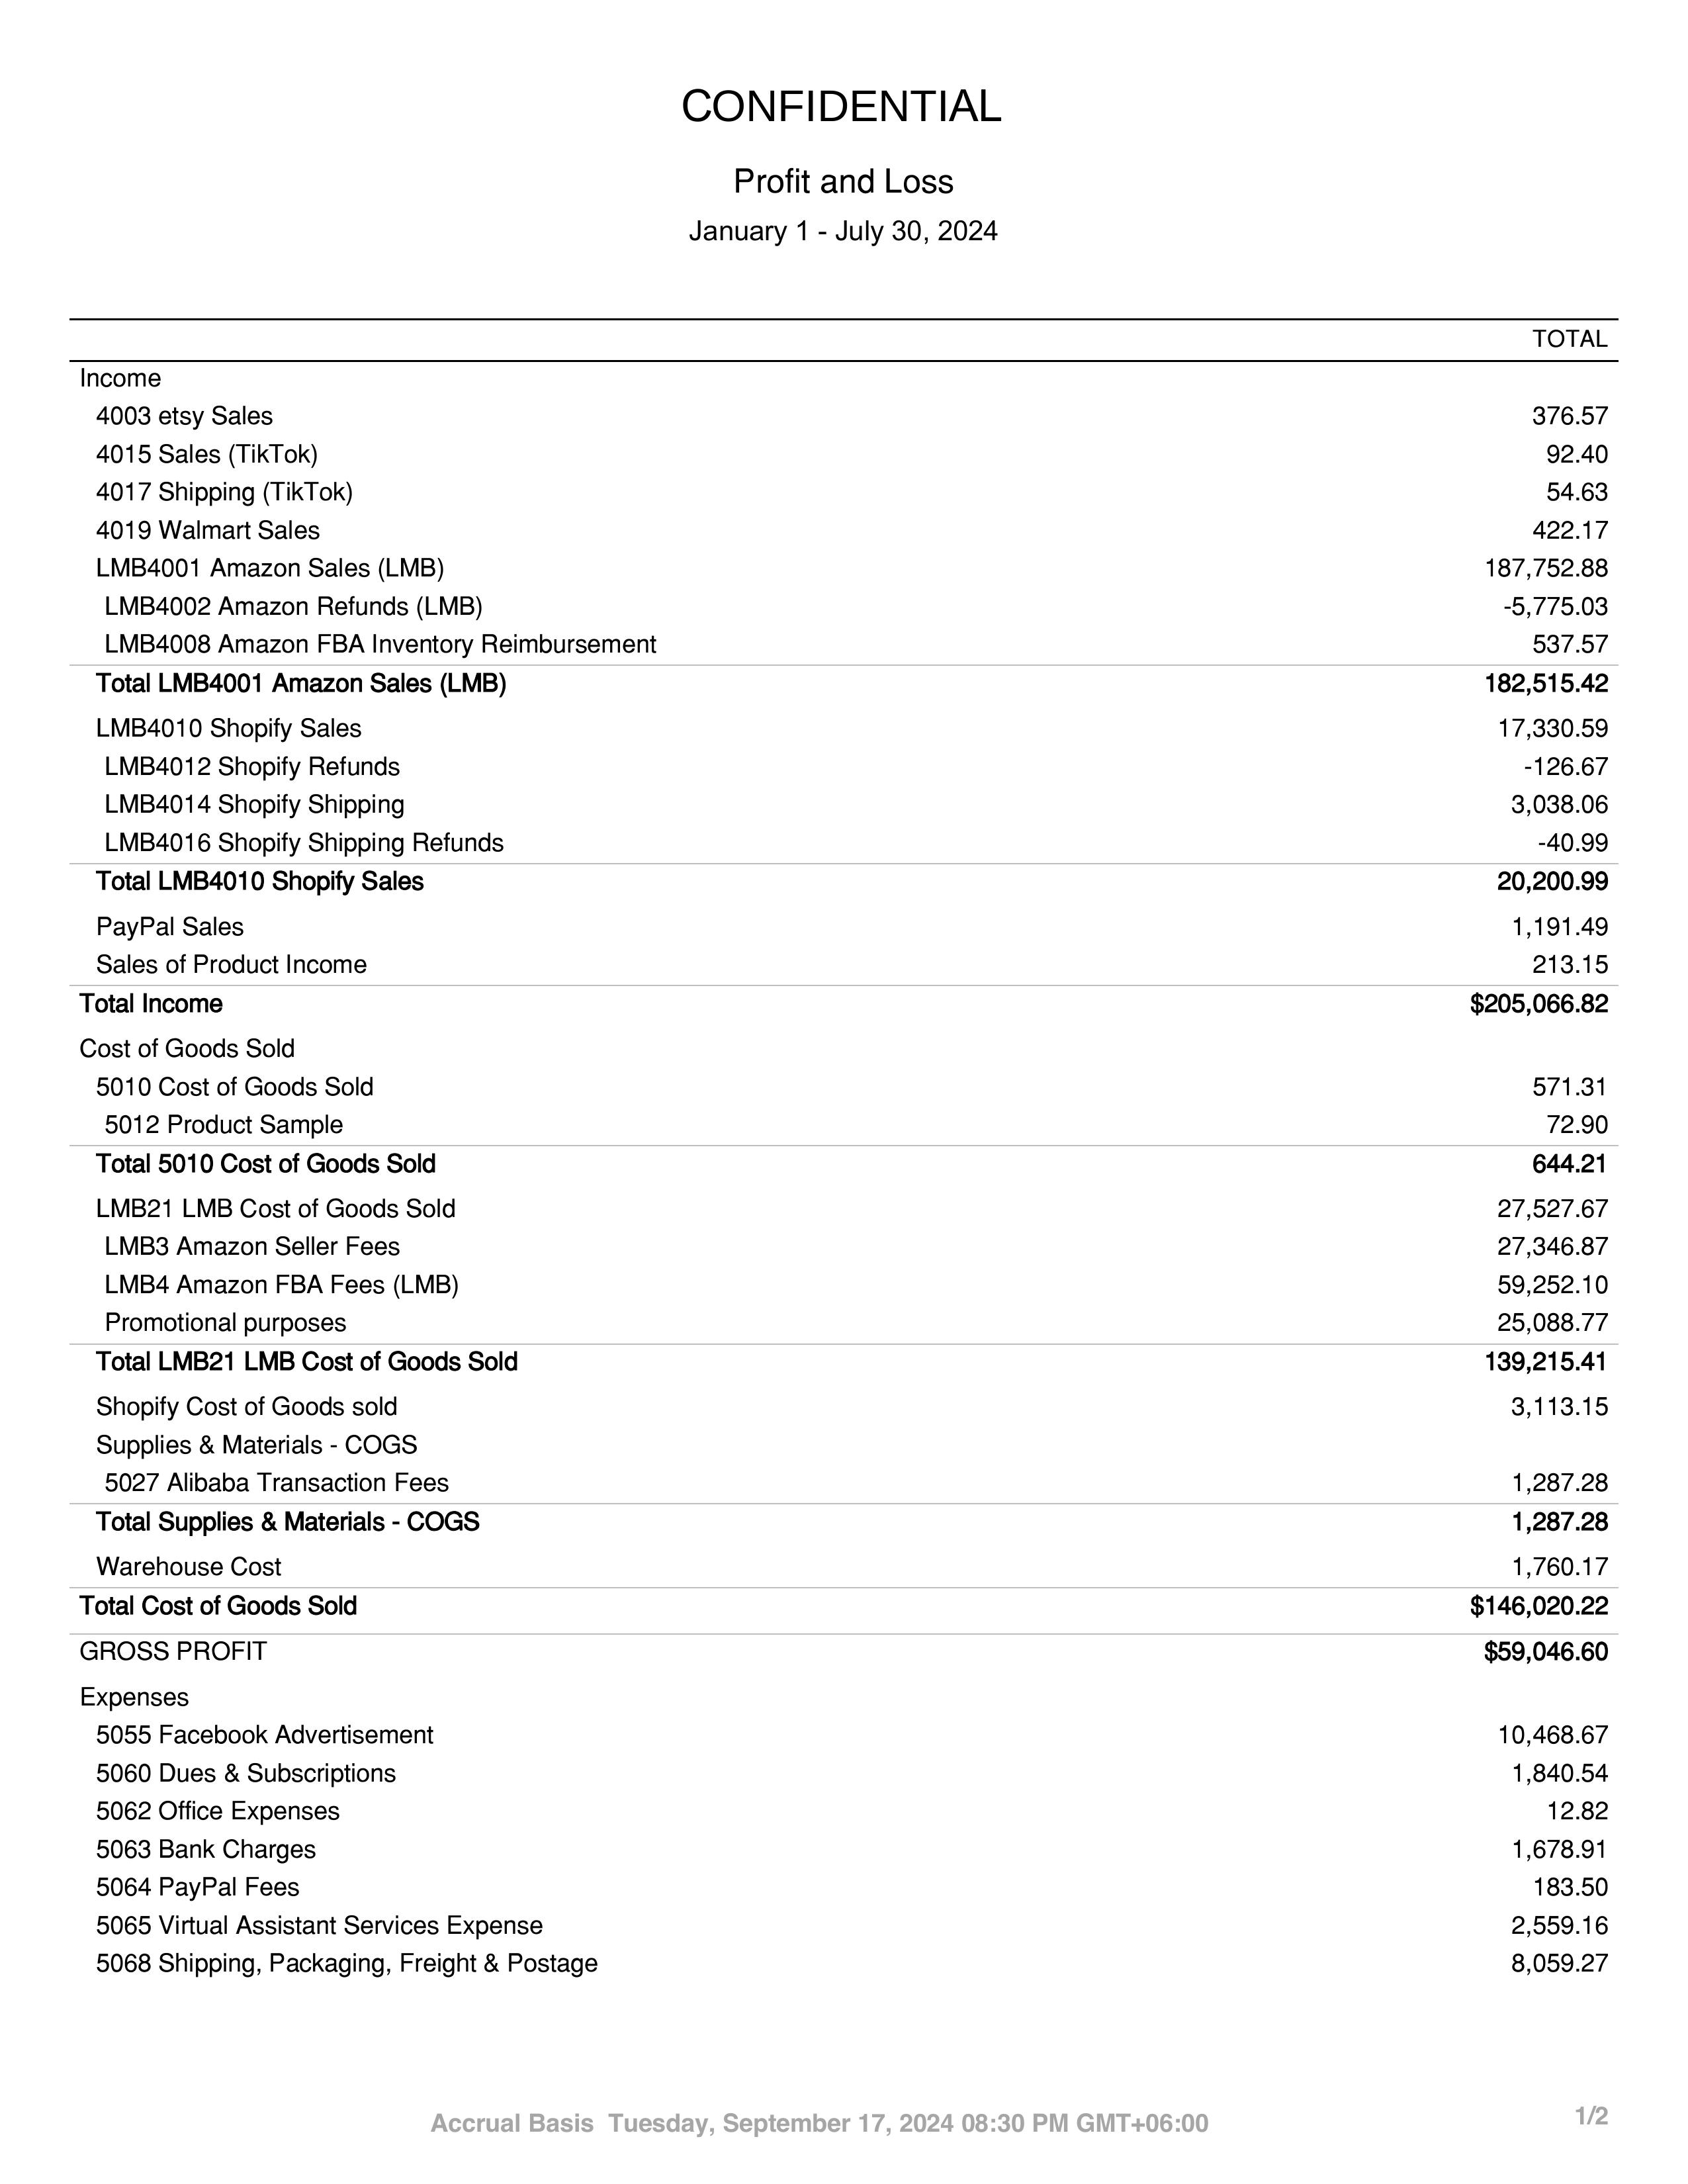 CONFIDENTIAL
Profit and Loss
January 1 - July 30, 2024
TOTAL
Income
4003 etsy Sales 376.57
4015 Sales (TikTok) 92.40
4017 Shipping (TikTok) 54.63
4019 Walmart Sales 422.17
LMB4001 Amazon Sales (LMB) 187,752.88
LMB4002 Amazon Refunds (LMB) -5,775.03
LMB4008 Amazon FBA Inventory Reimbursement 537.57
Total LMB4001 Amazon Sales (LMB) 182,515.42
LMB4010 Shopify Sales 17,330.59
LMB4012 Shopify Refunds -126.67
LMB4014 Shopify Shipping 3,038.06
LMB4016 Shopify Shipping Refunds -40.99
Total LMB4010 Shopify Sales 20,200.99
PayPal Sales 1,191.49
Sales of Product Income 213.15
Total Income $205,066.82
Cost of Goods Sold
5010 Cost of Goods Sold 571.31
5012 Product Sample 72.90
Total 5010 Cost of Goods Sold 644.21
LMB21 LMB Cost of Goods Sold 27,527.67
LMB3 Amazon Seller Fees 27,346.87
LMB4 Amazon FBA Fees (LMB) 59,252.10
Promotional purposes 25,088.77
Total LMB21 LMB Cost of Goods Sold 139,215.41
Shopify Cost of Goods sold 3,113.15
Supplies & Materials - COGS
5027 Alibaba Transaction Fees 1,287.28
Total Supplies & Materials - COGS 1,287.28
Warehouse Cost 1,760.17
Total Cost of Goods Sold $146,020.22
GROSS PROFIT $59,046.60
Expenses
5055 Facebook Advertisement 10,468.67
5060 Dues & Subscriptions 1,840.54
5062 Office Expenses 12.82
5063 Bank Charges 1,678.91
5064 PayPal Fees 183.50
5065 Virtual Assistant Services Expense 2,559.16
5068 Shipping, Packaging, Freight & Postage 8,059.27
Accrual Basis Tuesday, September 17, 2024 08:30 PM GMT+06:00 1/2